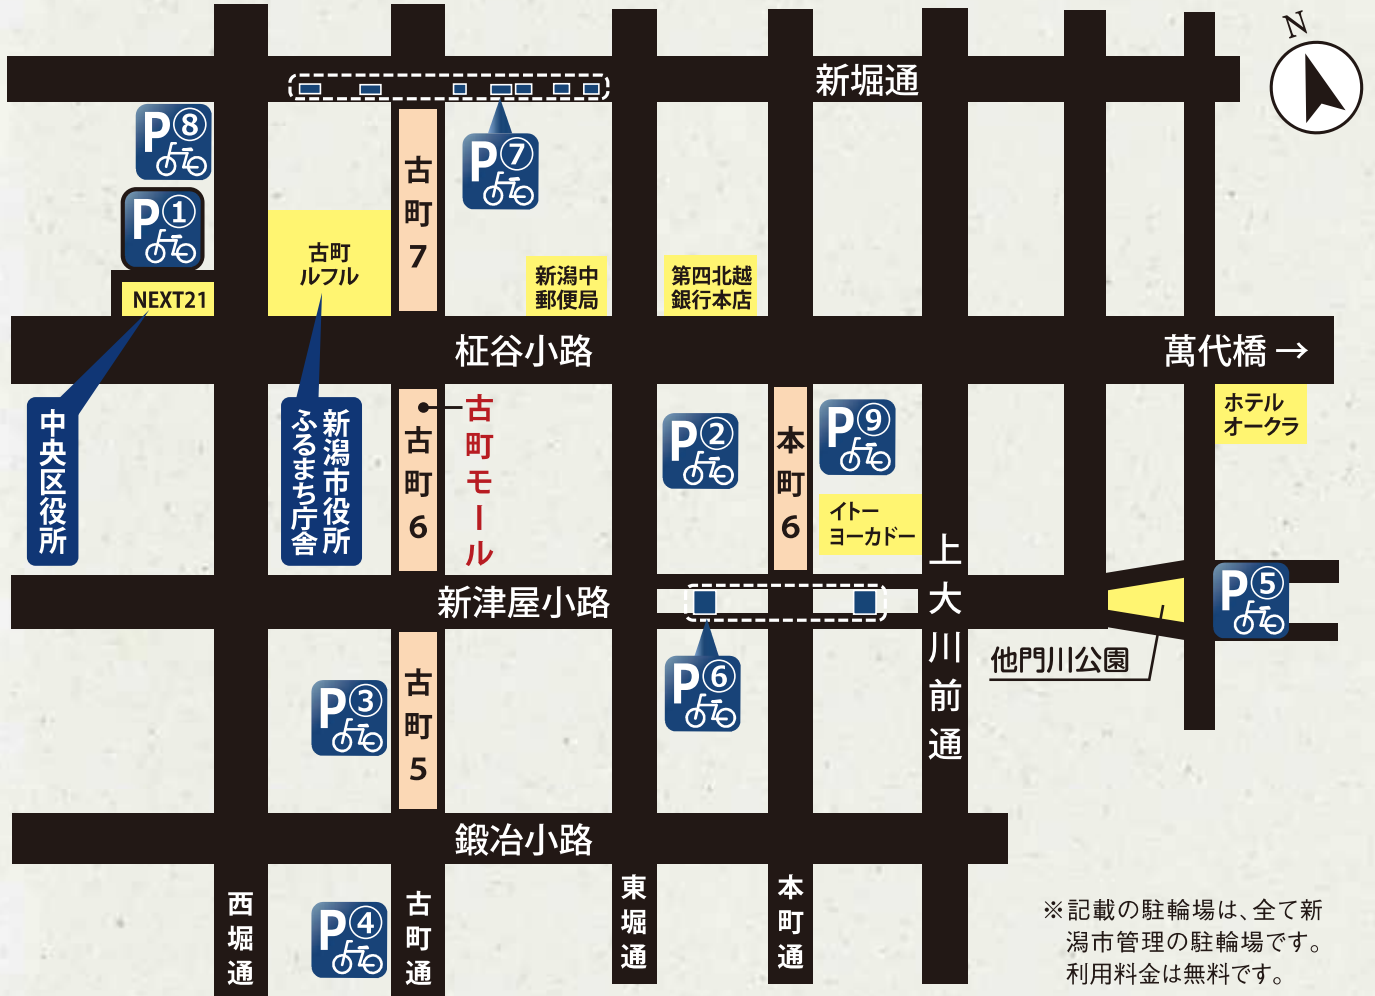 N
新堀通
P⑧
P①
P⑦
古町7
古町
ルフル
新潟中
郵便局
第四北越
銀行本店
NEXT21
柾谷小路
萬代橋→
ホテル
オークラ
中央区役所
新潟市役所
ふるまち庁舎
古町6
古町モール
P②
本町6
P⑨
イトー
ヨーカドー
上大川前通
新津屋小路
P⑤
他門川公園
P⑥
P③
古町5
鍛冶小路
P④
西堀通
古町通
東堀通
本町通
※記載の駐輪場は、全て新
潟市管理の駐輪場です。
利用料金は無料です。